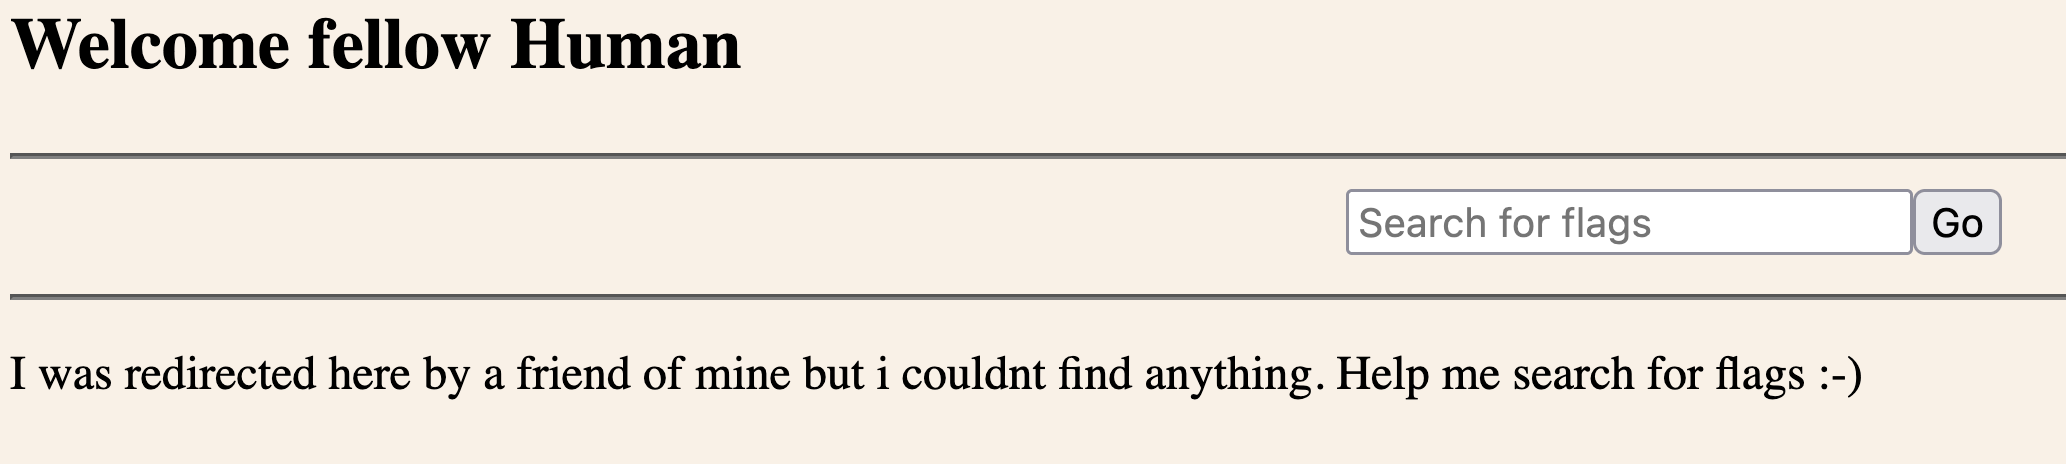 Welcome fellow Human
Search for flags
Go
I was redirected here by a friend of mine but i couldnt find anything. Help me search for flags :-)